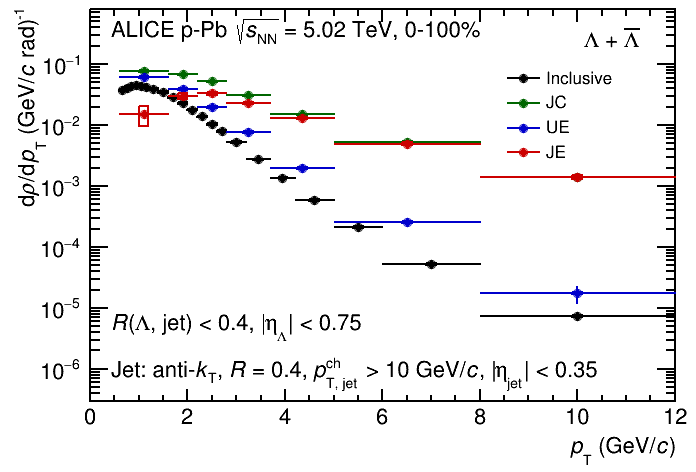 ALICE p-Pb √s_NN = 5.02 TeV, 0-100%
Λ + Λ̅
Inclusive
JC
UE
JE
dρ/dp_T (GeV/c rad)⁻¹
10⁻¹
10⁻²
10⁻³
10⁻⁴
10⁻⁵
10⁻⁶
R(Λ, jet) < 0.4, |η_Λ| < 0.75
Jet: anti-k_T, R = 0.4, p_T, jet^ch > 10 GeV/c, |η_jet| < 0.35
0 2 4 6 8 10 12
p_T (GeV/c)